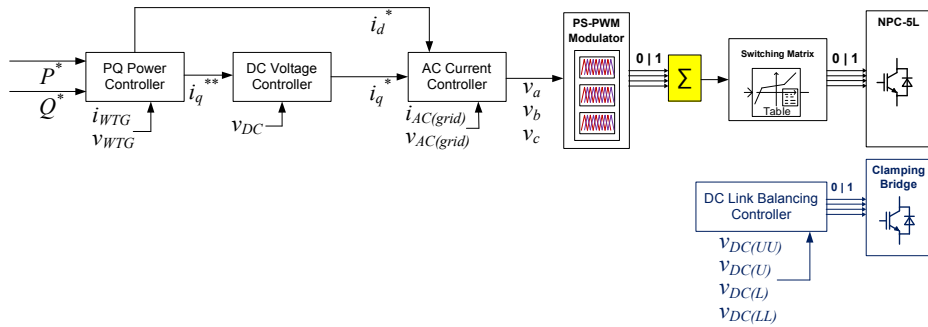 P*
Q*
PQ Power
Controller
i_WTG
v_WTG
i_d*
i_q**
DC Voltage
Controller
v_DC
i_q*
AC Current
Controller
i_AC(grid)
v_AC(grid)
v_a
v_b
v_c
PS-PWM
Modulator
0 | 1
Σ
Switching Matrix
Table
0 | 1
NPC-5L
DC Link Balancing
Controller
v_DC(UU)
v_DC(U)
v_DC(L)
v_DC(LL)
0 | 1
Clamping
Bridge